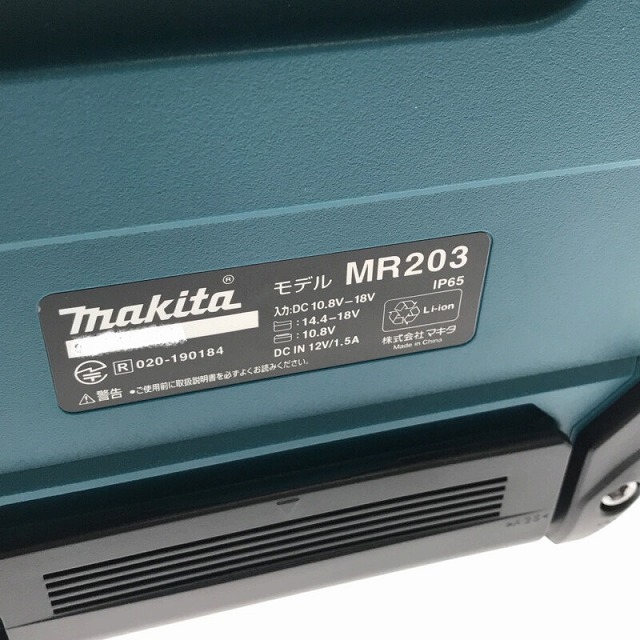 makita®
モデル MR203
IP65
入力:DC 10.8V-18V
:14.4-18V
:10.8V
DC IN 12V/1.5A
Li-ion
株式会社 マキタ
Made in China
R 020-190184
⚠警告 •ご使用前に取扱説明書を必ずよくお読みください。